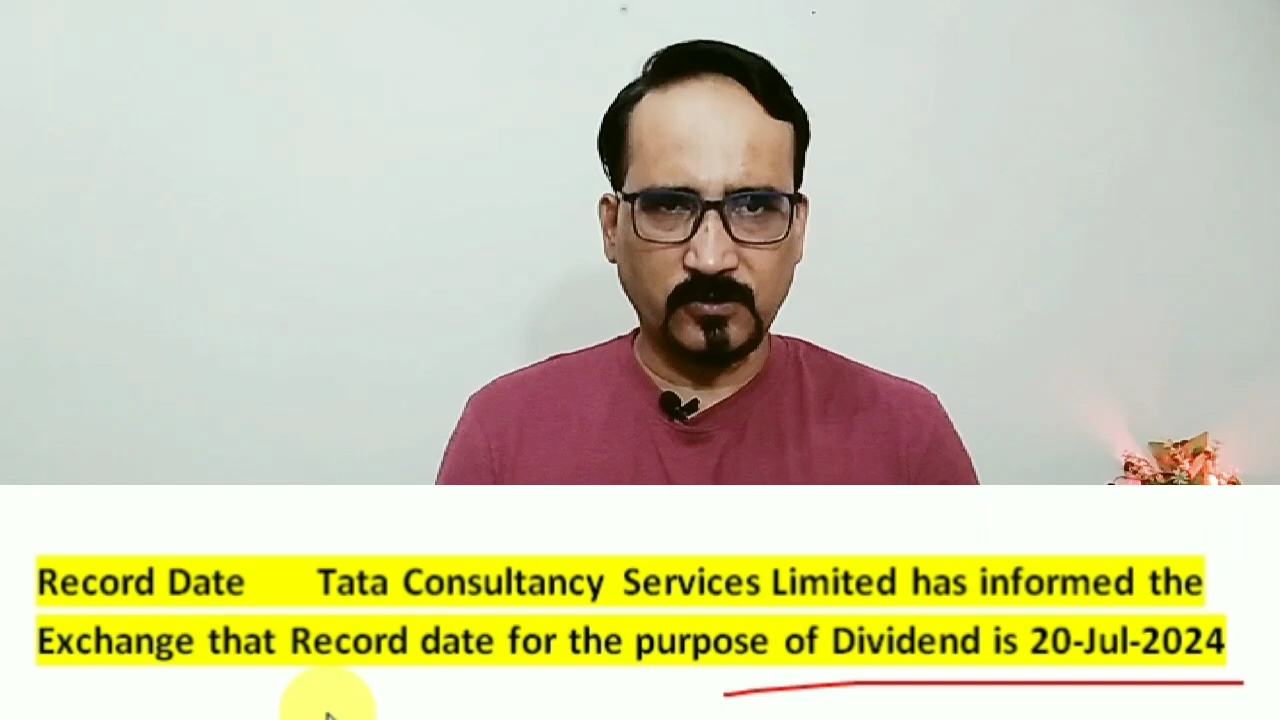 Record Date Tata Consultancy Services Limited has informed the
Exchange that Record date for the purpose of Dividend is 20-Jul-2024